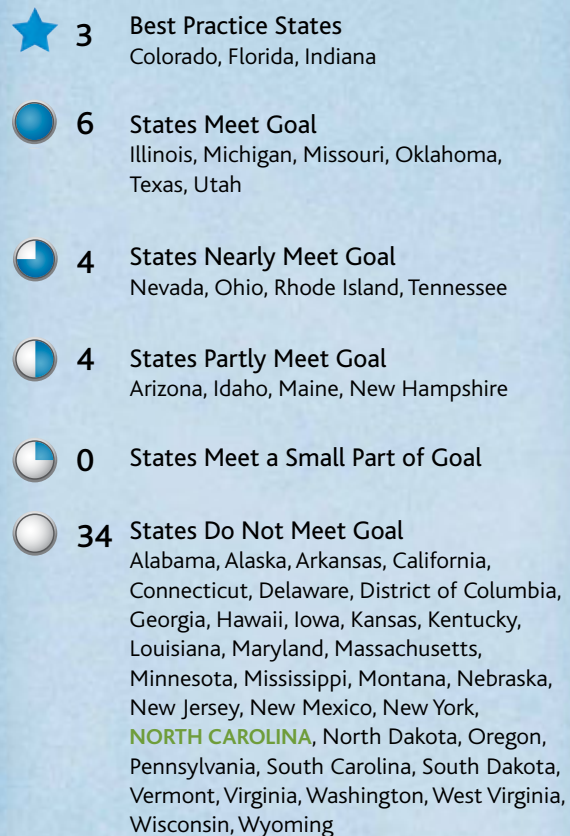 3 Best Practice States
Colorado, Florida, Indiana
6 States Meet Goal
Illinois, Michigan, Missouri, Oklahoma,
Texas, Utah
4 States Nearly Meet Goal
Nevada, Ohio, Rhode Island, Tennessee
4 States Partly Meet Goal
Arizona, Idaho, Maine, New Hampshire
0 States Meet a Small Part of Goal
34 States Do Not Meet Goal
Alabama, Alaska, Arkansas, California,
Connecticut, Delaware, District of Columbia,
Georgia, Hawaii, Iowa, Kansas, Kentucky,
Louisiana, Maryland, Massachusetts,
Minnesota, Mississippi, Montana, Nebraska,
New Jersey, New Mexico, New York,
NORTH CAROLINA, North Dakota, Oregon,
Pennsylvania, South Carolina, South Dakota,
Vermont, Virginia, Washington, West Virginia,
Wisconsin, Wyoming